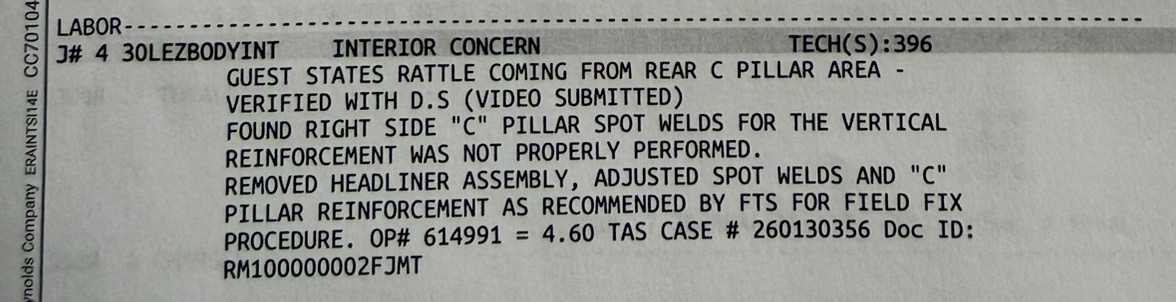 LABOR--------------------------------------------------------------------------------
J# 4 30LEZBODYINT INTERIOR CONCERN TECH(S):396
GUEST STATES RATTLE COMING FROM REAR C PILLAR AREA -
VERIFIED WITH D.S (VIDEO SUBMITTED)
FOUND RIGHT SIDE "C" PILLAR SPOT WELDS FOR THE VERTICAL
REINFORCEMENT WAS NOT PROPERLY PERFORMED.
REMOVED HEADLINER ASSEMBLY, ADJUSTED SPOT WELDS AND "C"
PILLAR REINFORCEMENT AS RECOMMENDED BY FTS FOR FIELD FIX
PROCEDURE. OP# 614991 = 4.60 TAS CASE # 260130356 Doc ID:
RM100000002FJMT
ynolds Company ERAINTSI14E CC70104